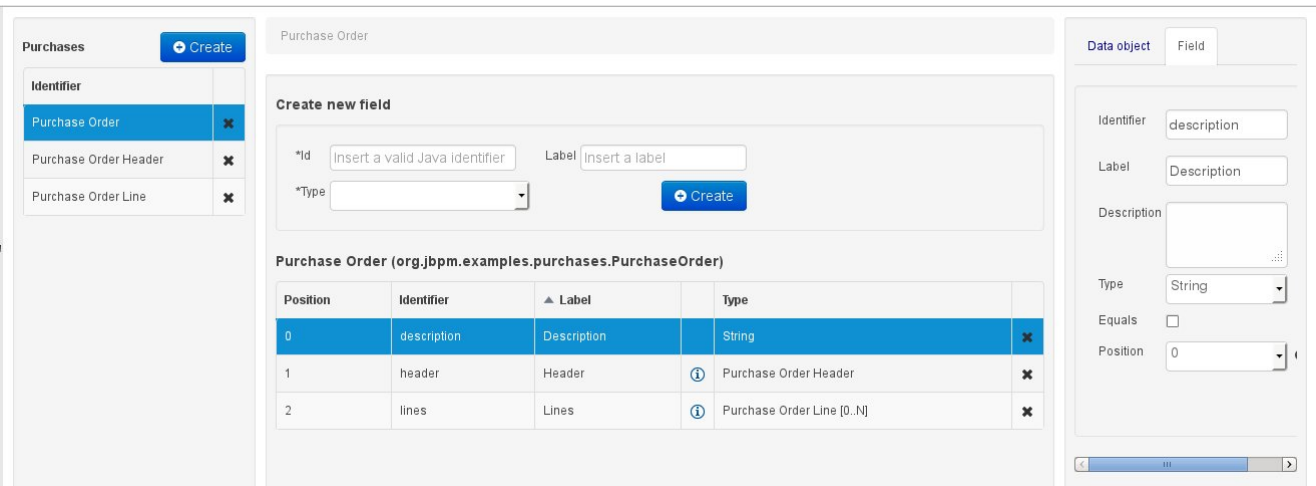 Purchases
Create
Identifier
Purchase Order
Purchase Order Header
Purchase Order Line
Purchase Order
Create new field
*Id Insert a valid Java identifier Label Insert a label
*Type Create
Purchase Order (org.jbpm.examples.purchases.PurchaseOrder)
Position Identifier Label Type
0 description Description String
1 header Header Purchase Order Header
2 lines Lines Purchase Order Line [0..N]
Data object Field
Identifier description
Label Description
Description
Type String
Equals
Position 0